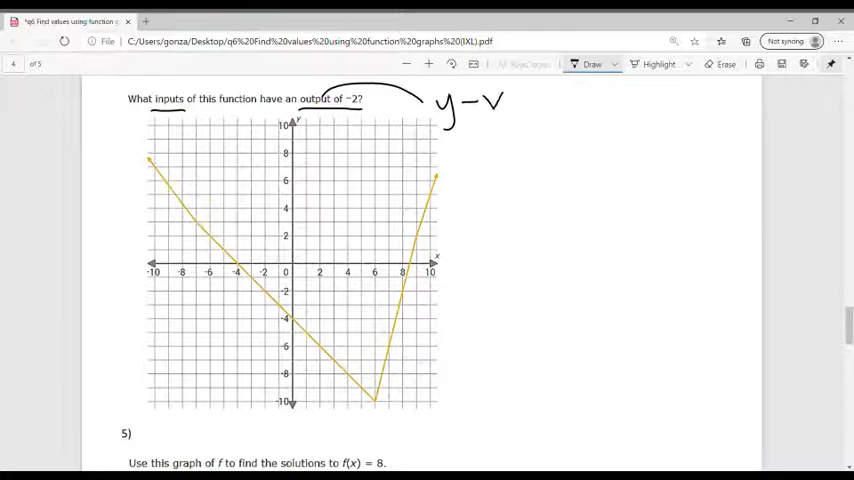 *q6 Find values using function g
File
C:/Users/gonza/Desktop/q6%20Find%20values%20using%20function%20graphs%20(IXL).pdf
Not syncing
4 of 5
Draw
Highlight
Erase
What inputs of this function have an output of −2?
y-v
y
10
8
6
4
2
x
-10 -8 -6 -4 -2 0 2 4 6 8 10
-2
-4
-6
-8
-10
5)
Use this graph of f to find the solutions to f(x) = 8.